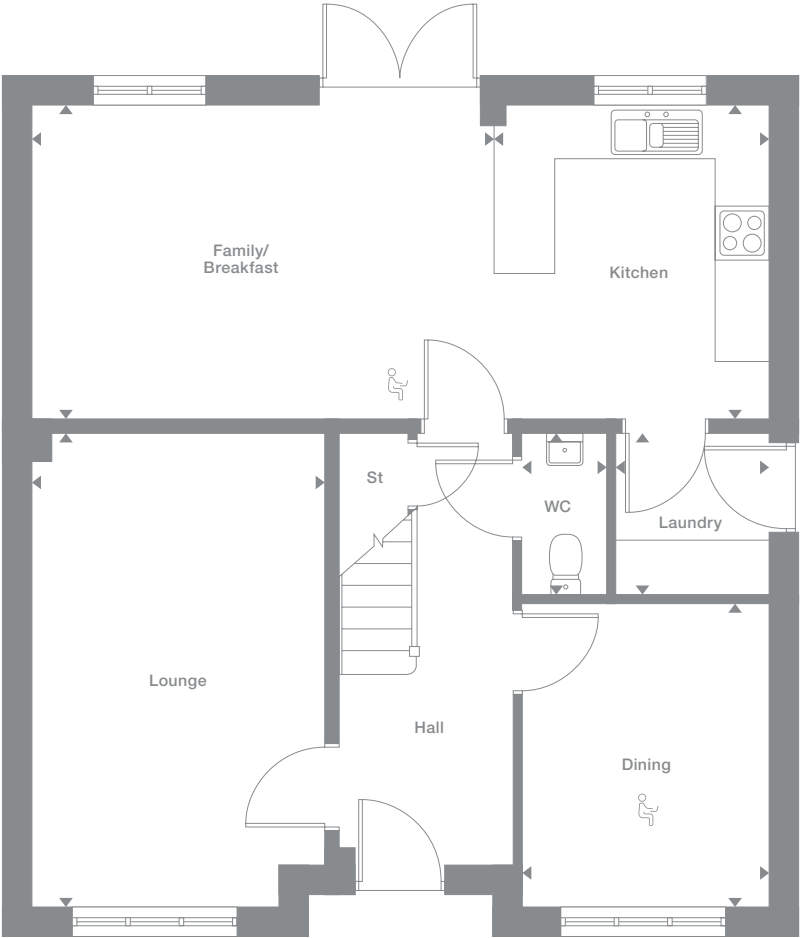 Family/
Breakfast
Kitchen
St
WC
Laundry
Lounge
Hall
Dining